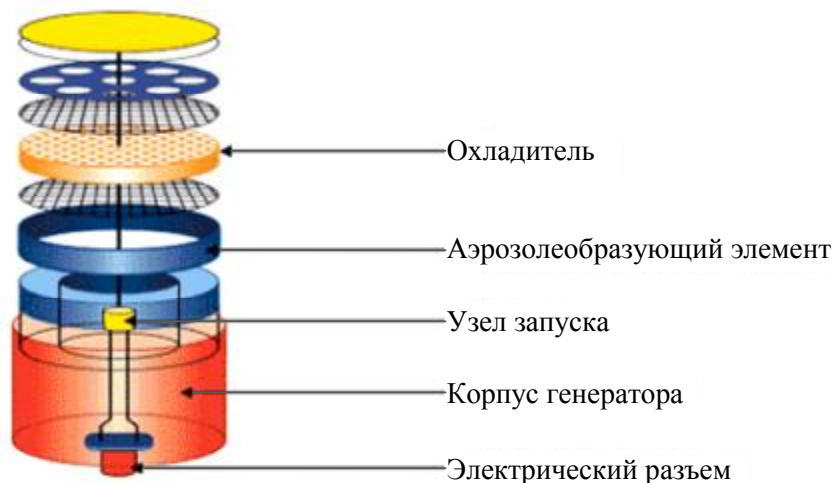 Охладитель
Аэрозолеобразующий элемент
Узел запуска
Корпус генератора
Электрический разъем